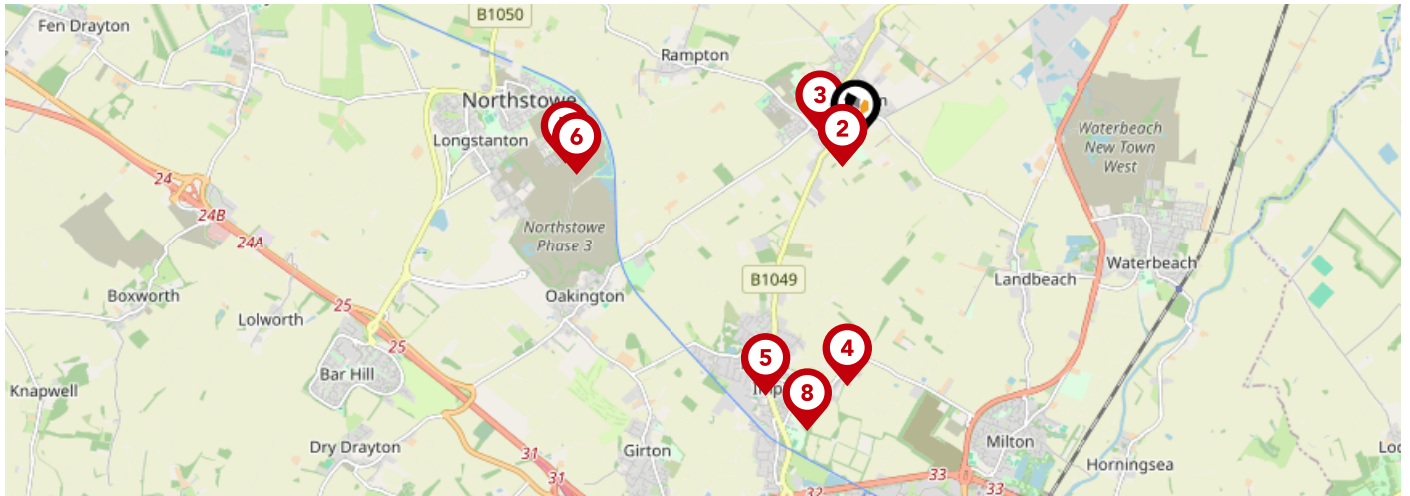 B1050
Fen Drayton
Rampton
Northstowe
3
2
6
Longstanton
Waterbeach
New Town
West
24
24B
24A
Northstowe
Phase 3
B1049
Waterbeach
Landbeach
Boxworth
Oakington
25
Lolworth
25
5
4
8
Bar Hill
Knapwell
Dry Drayton
Girton
Milton
Horningsea
31
31
33
33
32